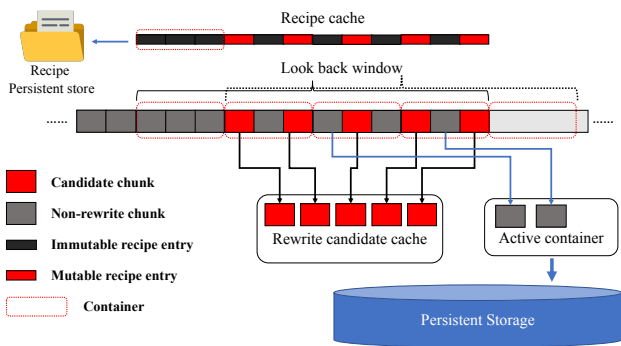 Recipe cache
Recipe
Persistent store
Look back window
......
......
Candidate chunk
Non-rewrite chunk
Immutable recipe entry
Mutable recipe entry
Container
Rewrite candidate cache
Active container
Persistent Storage